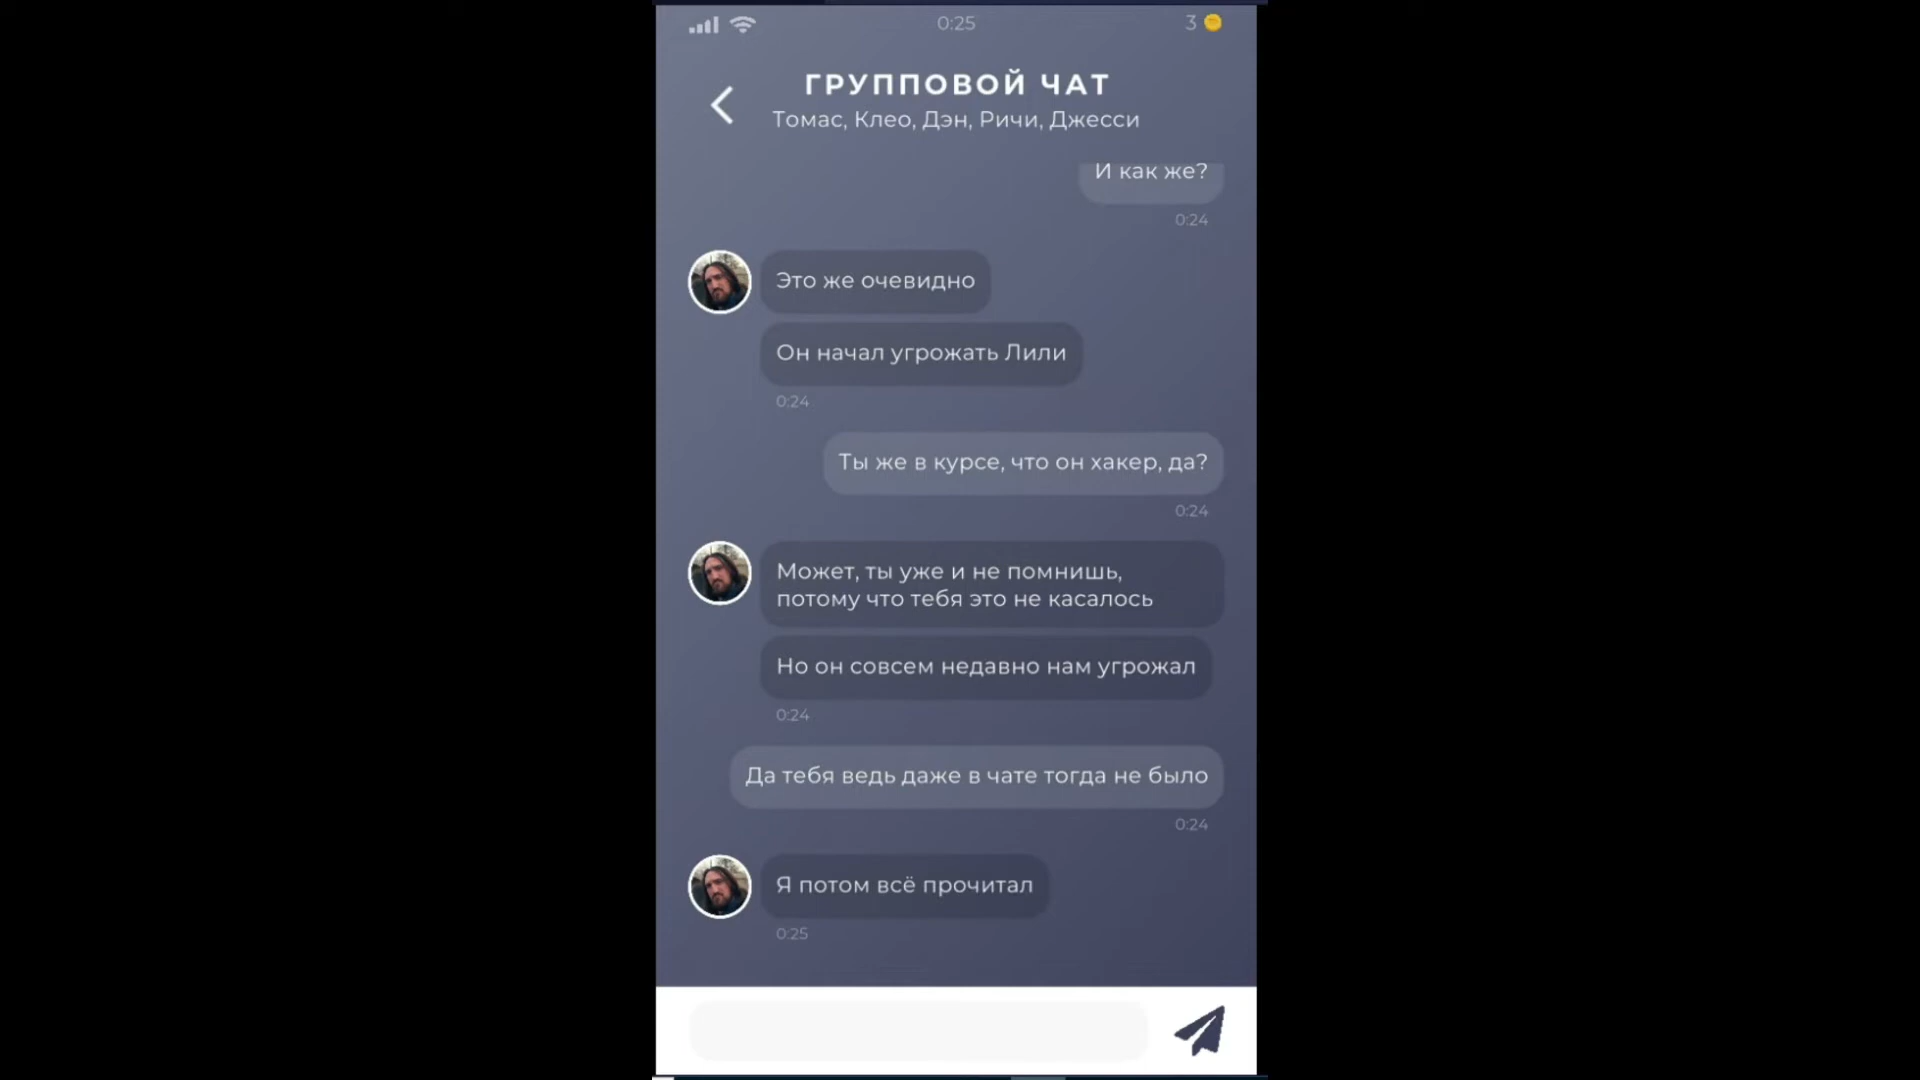 0:25
3
ГРУППОВОЙ ЧАТ
Томас, Клео, Дэн, Ричи, Джесси
И как же?
0:24
Это же очевидно
Он начал угрожать Лили
0:24
Ты же в курсе, что он хакер, да?
0:24
Может, ты уже и не помнишь,
потому что тебя это не касалось
Но он совсем недавно нам угрожал
0:24
Да тебя ведь даже в чате тогда не было
0:24
Я потом всё прочитал
0:25